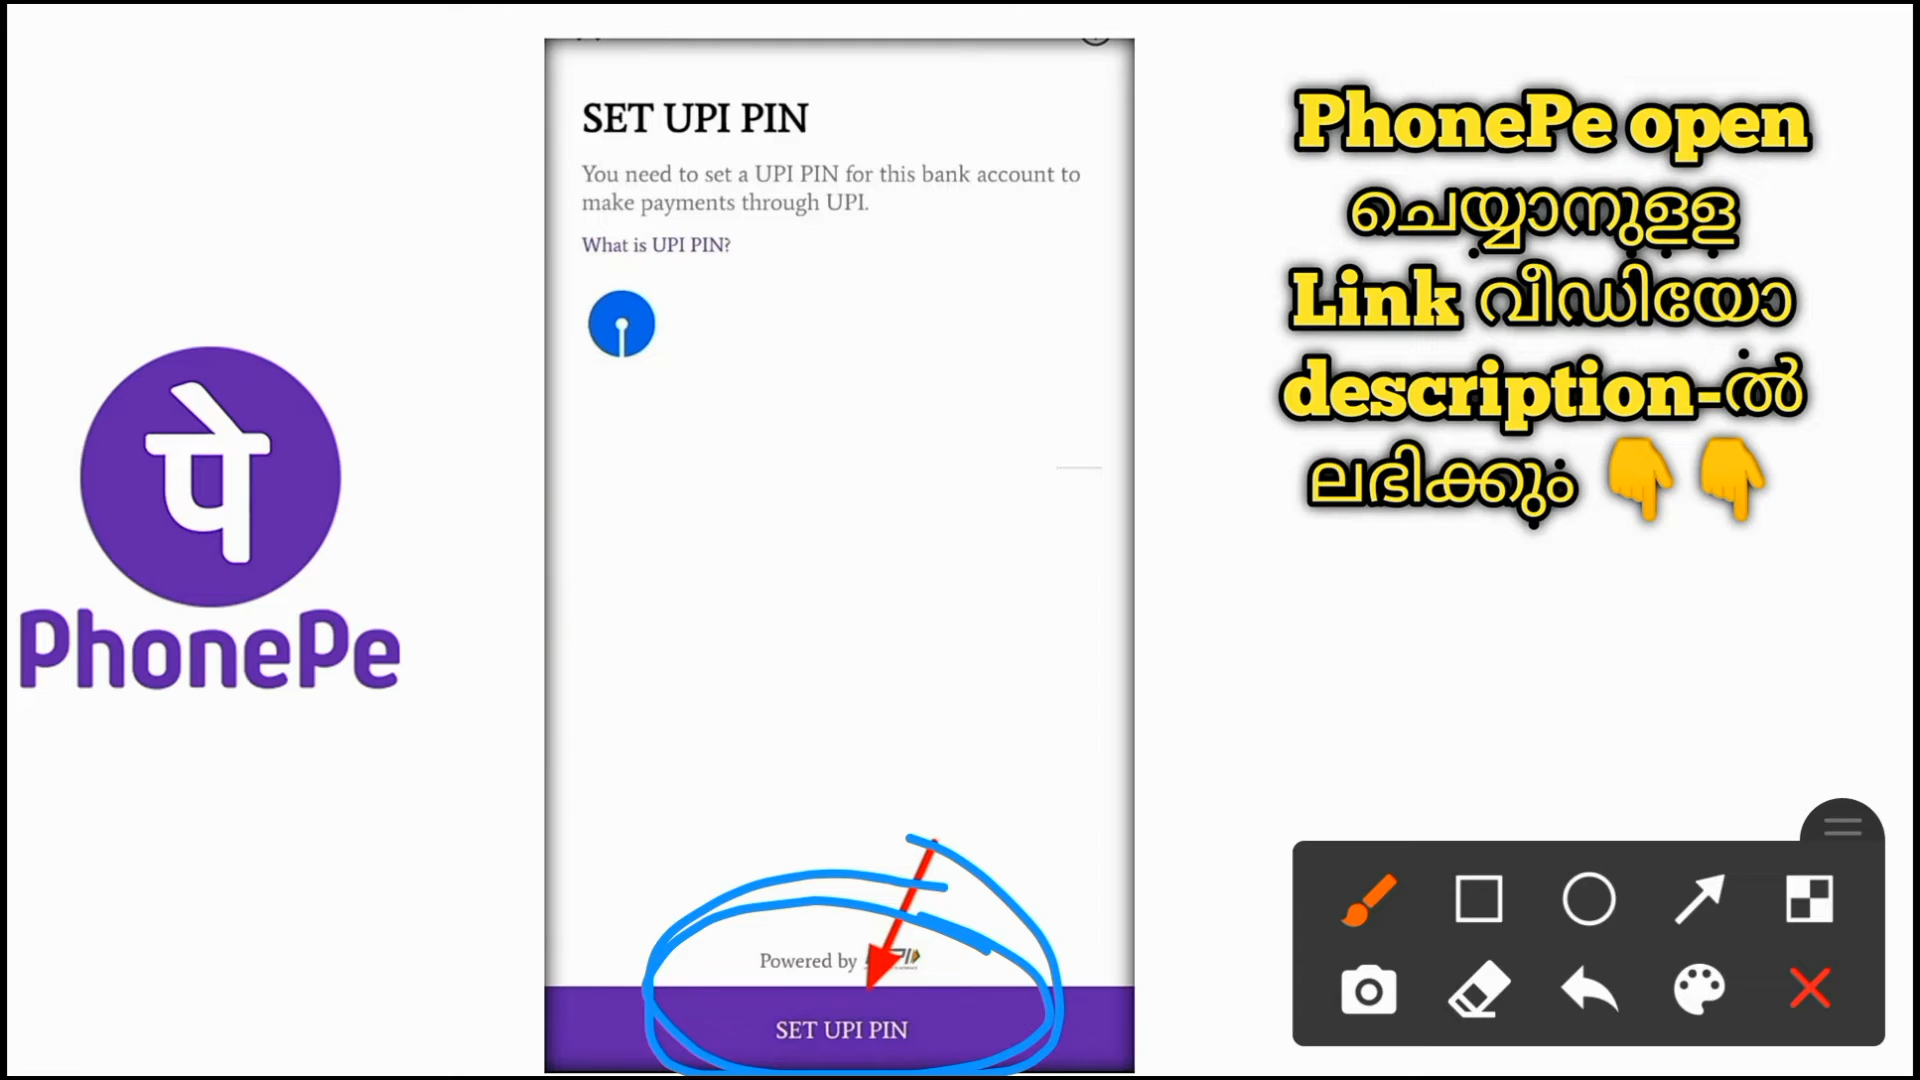 SET UPI PIN
You need to set a UPI PIN for this bank account to
make payments through UPI.
What is UPI PIN?
Powered by
SET UPI PIN
पे
PhonePe
PhonePe open
ചെയ്യാനുള്ള
Link വീഡിയോ
description-ൽ
ലഭിക്കും 👇👇